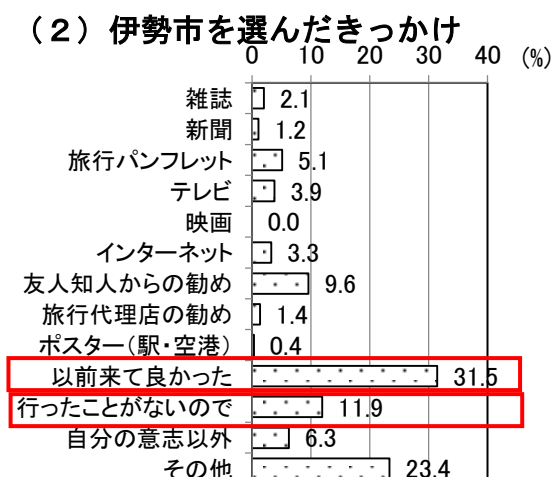 (2)伊勢市を選んだきっかけ
0 10 20 30 40 (%)
雑誌 2.1
新聞 1.2
旅行パンフレット 5.1
テレビ 3.9
映画 0.0
インターネット 3.3
友人知人からの勧め 9.6
旅行代理店の勧め 1.4
ポスター(駅・空港) 0.4
以前来て良かった 31.5
行ったことがないので 11.9
自分の意志以外 6.3
その他 23.4